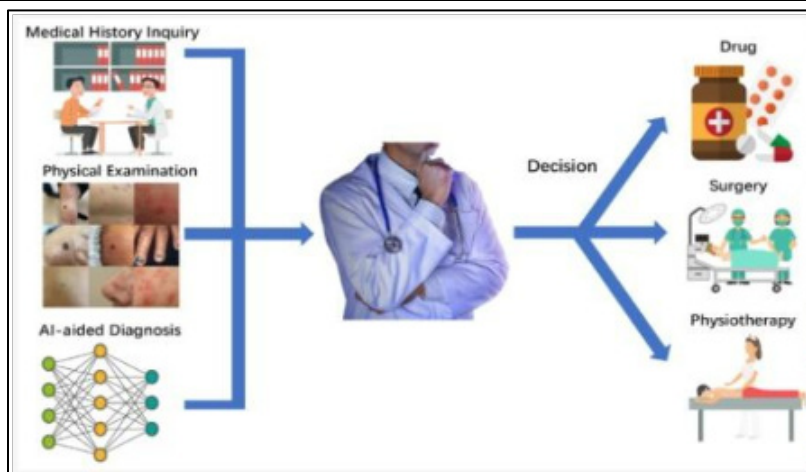 Medical History Inquiry
Physical Examination
AI-aided Diagnosis
Decision
Drug
Surgery
Physiotherapy